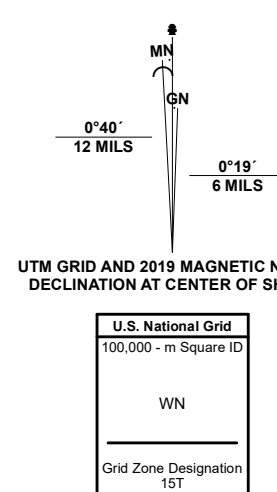 MN
GN
0°40´
12 MILS
0°19´
6 MILS
UTM GRID AND 2019 MAGNETIC N
DECLINATION AT CENTER OF SH
U.S. National Grid
100,000 - m Square ID
WN
Grid Zone Designation
15T